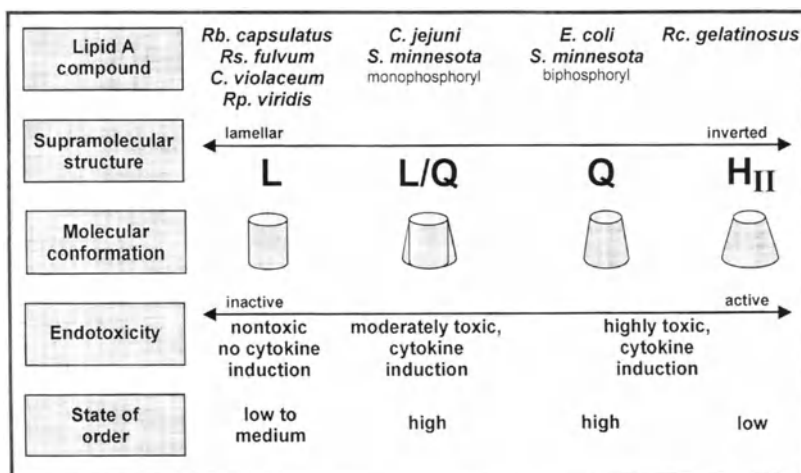 Lipid A
compound
Rb. capsulatus
Rs. fulvum
C. violaceum
Rp. viridis
C. jejuni
S. minnesota
monophosphoryl
E. coli
S. minnesota
biphosphoryl
Rc. gelatinosus
Supramolecular
structure
lamellar
inverted
L
L/Q
Q
HII
Molecular
conformation
Endotoxicity
inactive
active
nontoxic
no cytokine
induction
moderately toxic,
cytokine
induction
highly toxic,
cytokine
induction
State of
order
low to
medium
high
high
low